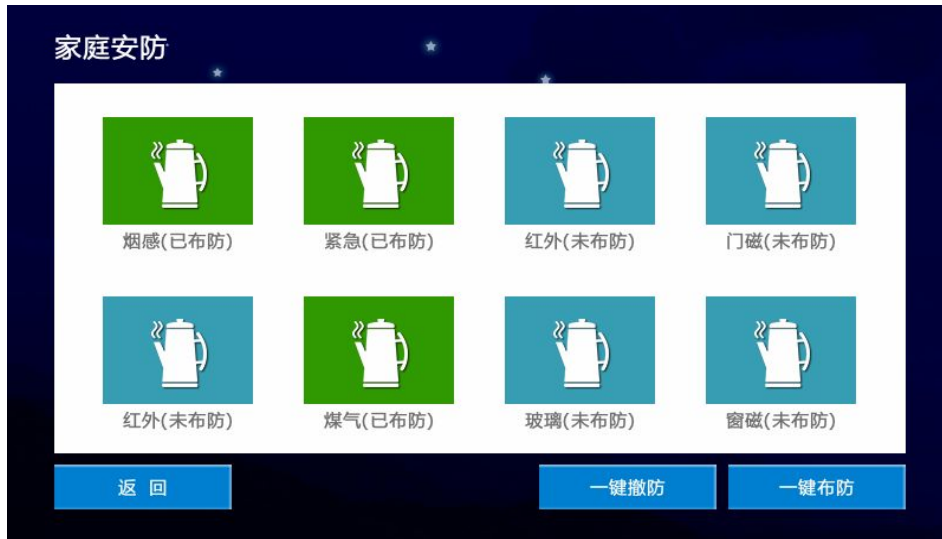 家庭安防
烟感(已布防) 紧急(已布防) 红外(未布防) 门磁(未布防)
红外(未布防) 煤气(已布防) 玻璃(未布防) 窗磁(未布防)
返 回 一键撤防 一键布防